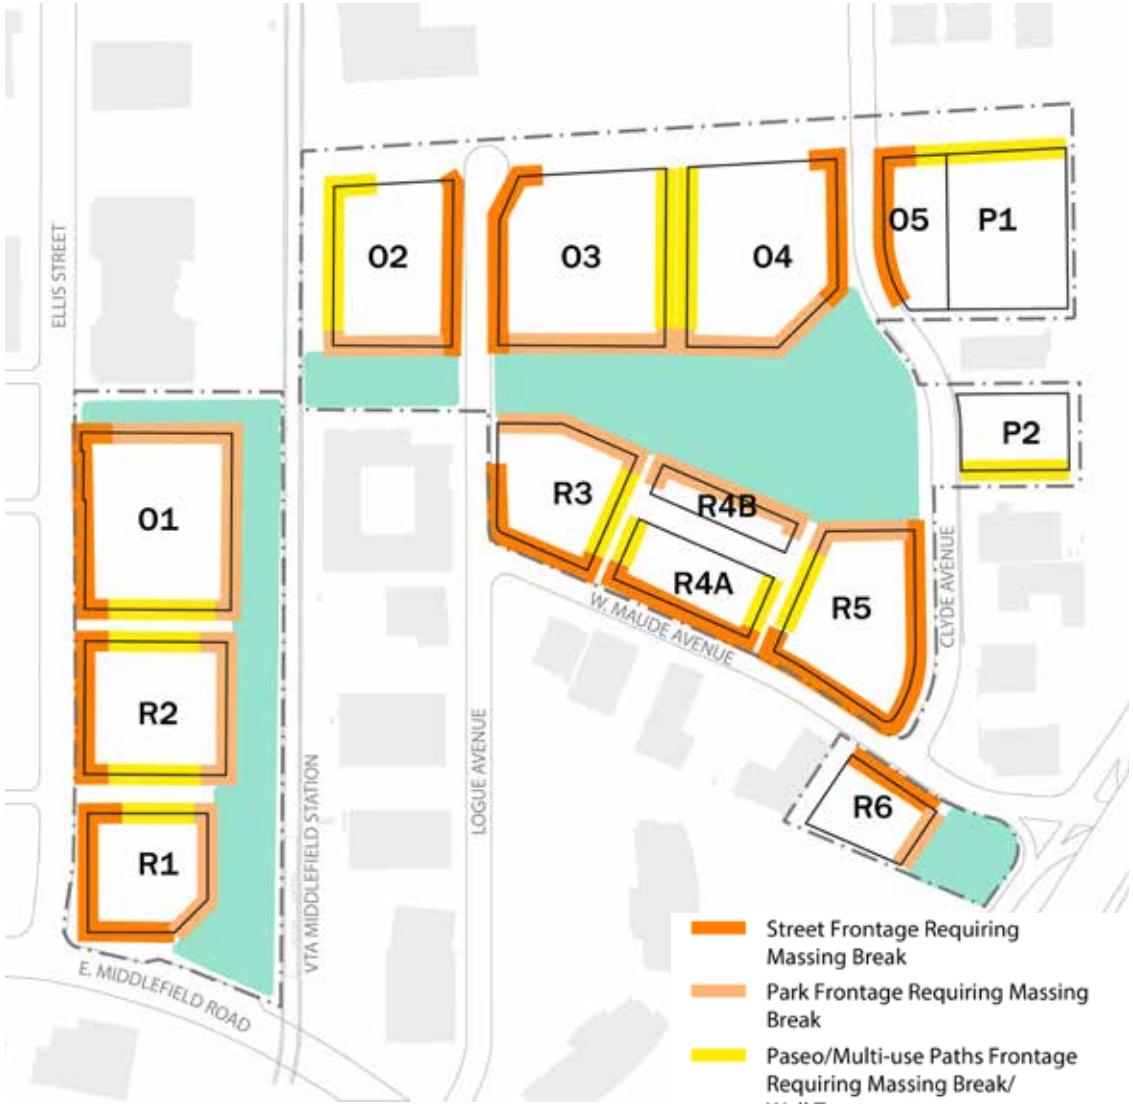 ELLIS STREET
O2
O3
O4
O5
P1
P2
O1
R3
R4B
R4A
R5
W. MAUDE AVENUE
CLYDE AVENUE
R2
LOGUE AVENUE
VTA MIDDLEFIELD STATION
R6
R1
E. MIDDLEFIELD ROAD
Street Frontage Requiring
Massing Break
Park Frontage Requiring Massing
Break
Paseo/Multi-use Paths Frontage
Requiring Massing Break/